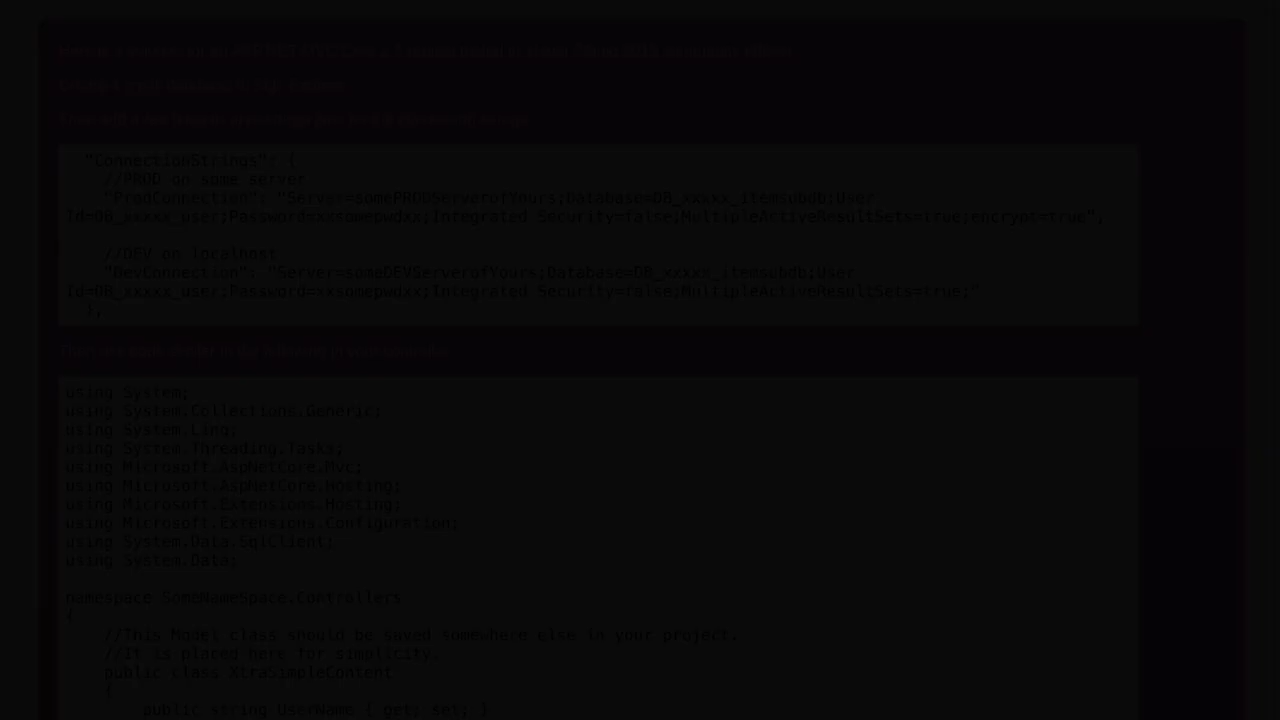 "ConnectionStrings": {
//PROD on some server
"ProdConnection": "Server=somePRODServerofYours;Database=DB_xxxxx_itemsubdb;User
Id=DB_xxxxx_user;Password=xxsomepwdxx;Integrated Security=false;MultipleActiveResultSets=true;encrypt=true",
//DEV on localhost
"DevConnection": "Server=someDEVServerofYours;Database=DB_xxxxx_itemsubdb;User
Id=DB_xxxxx_user;Password=xxsomepwdxx;Integrated Security=false;MultipleActiveResultSets=true;"
},
using System;
using System.Collections.Generic;
using System.Linq;
using System.Threading.Tasks;
using Microsoft.AspNetCore.Mvc;
using Microsoft.AspNetCore.Hosting;
using Microsoft.Extensions.Hosting;
using Microsoft.Extensions.Configuration;
using System.Data.SqlClient;
using System.Data;
namespace SomeNameSpace.Controllers
{
//This Model class should be saved somewhere else in your project.
//It is placed here for simplicity.
public class XtraSimpleContent
{
public string UserName { get; set; }